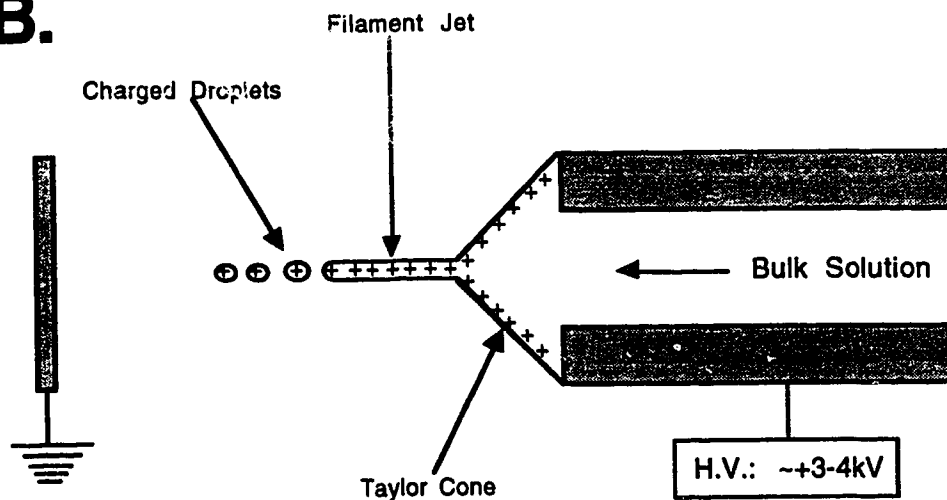 B.
Filament Jet
Charged Droplets
Bulk Solution
H.V.: ~+3-4kV
Taylor Cone